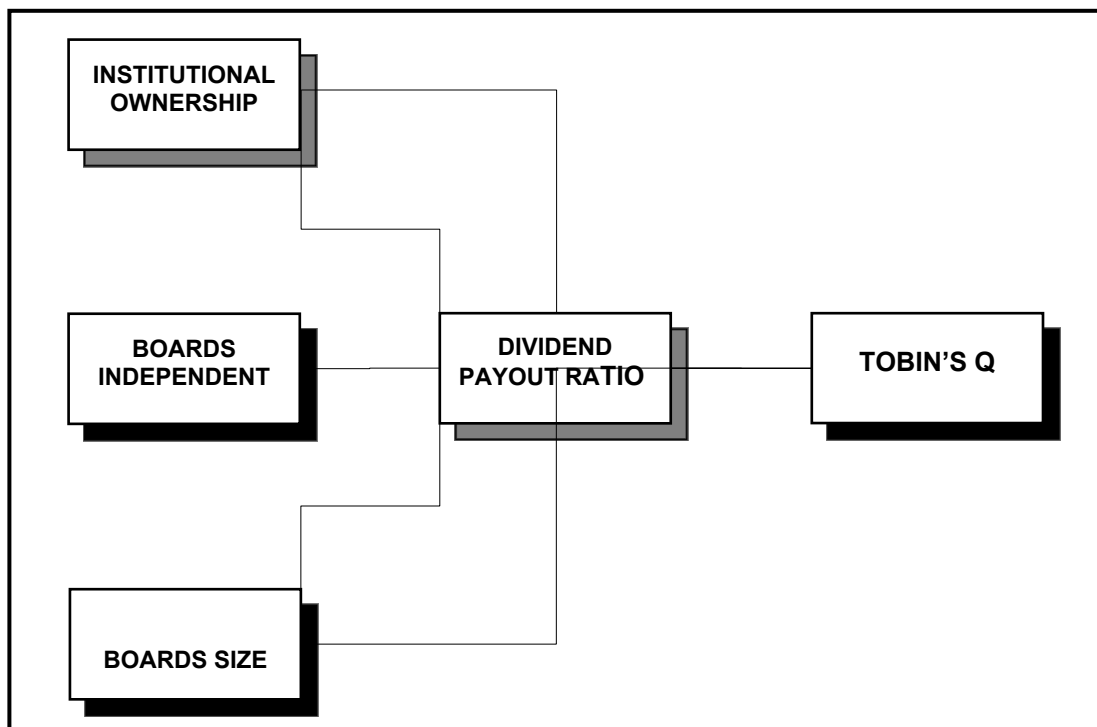 INSTITUTIONAL
OWNERSHIP
BOARDS
INDEPENDENT
DIVIDEND
PAYOUT RATIO
TOBIN’S Q
BOARDS SIZE